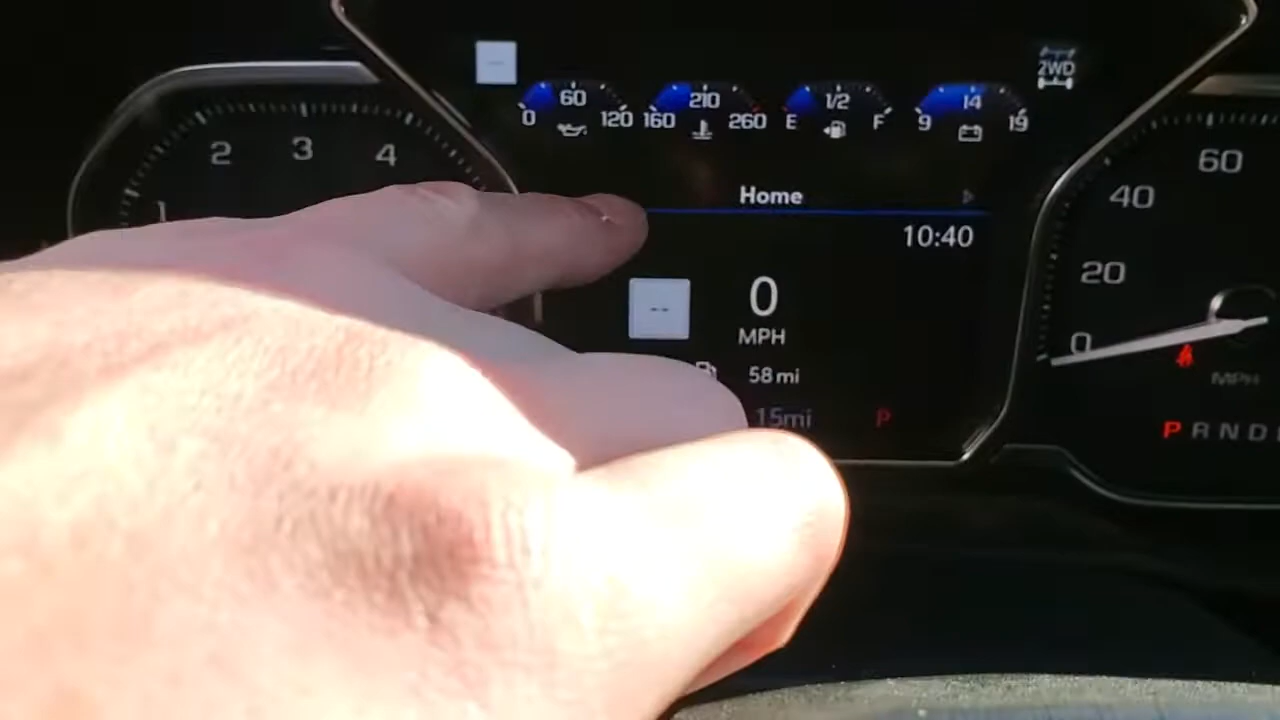 --
2WD
0 60 120
160 210 260
E 1/2 F
9 14 19
1 2 3 4
Home
10:40
--
0
MPH
58 mi
15mi
P
0 20 40 60
MPH
P R N D